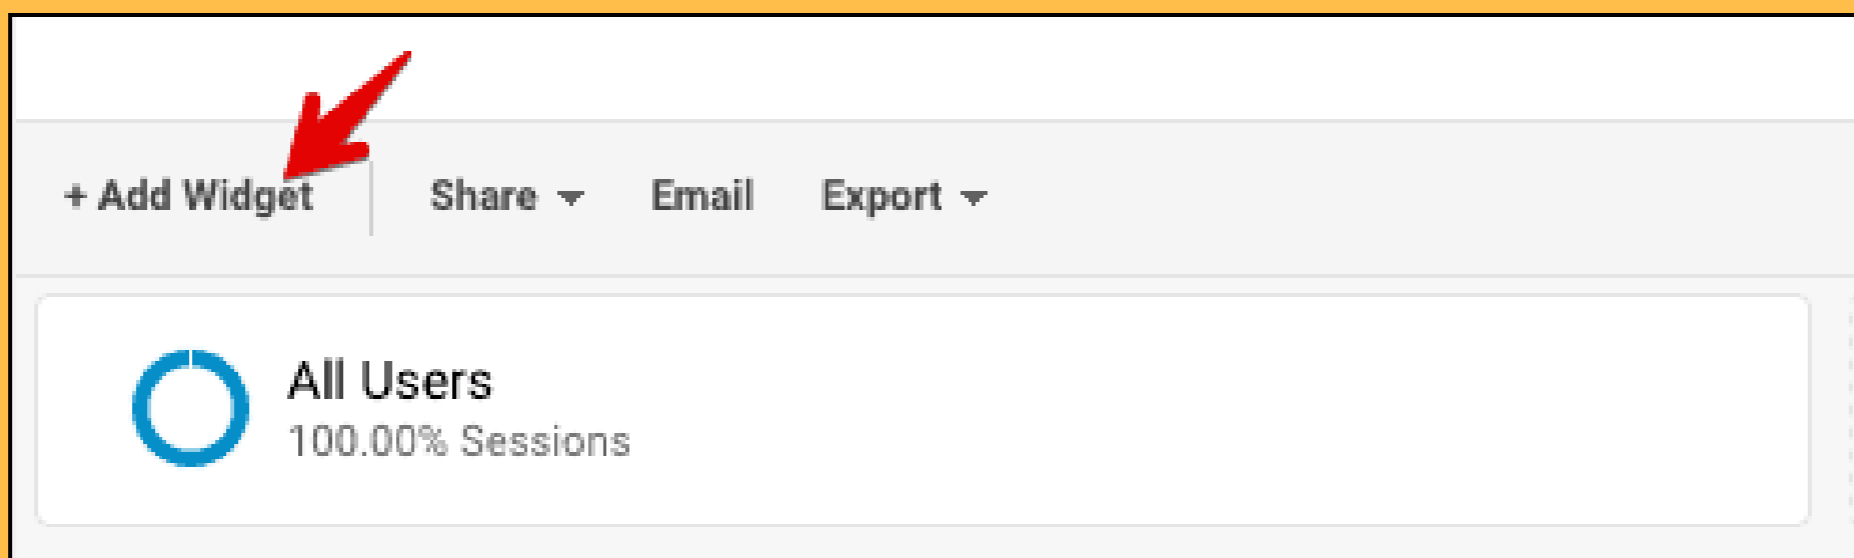 + Add Widget Share Email Export
All Users
100.00% Sessions